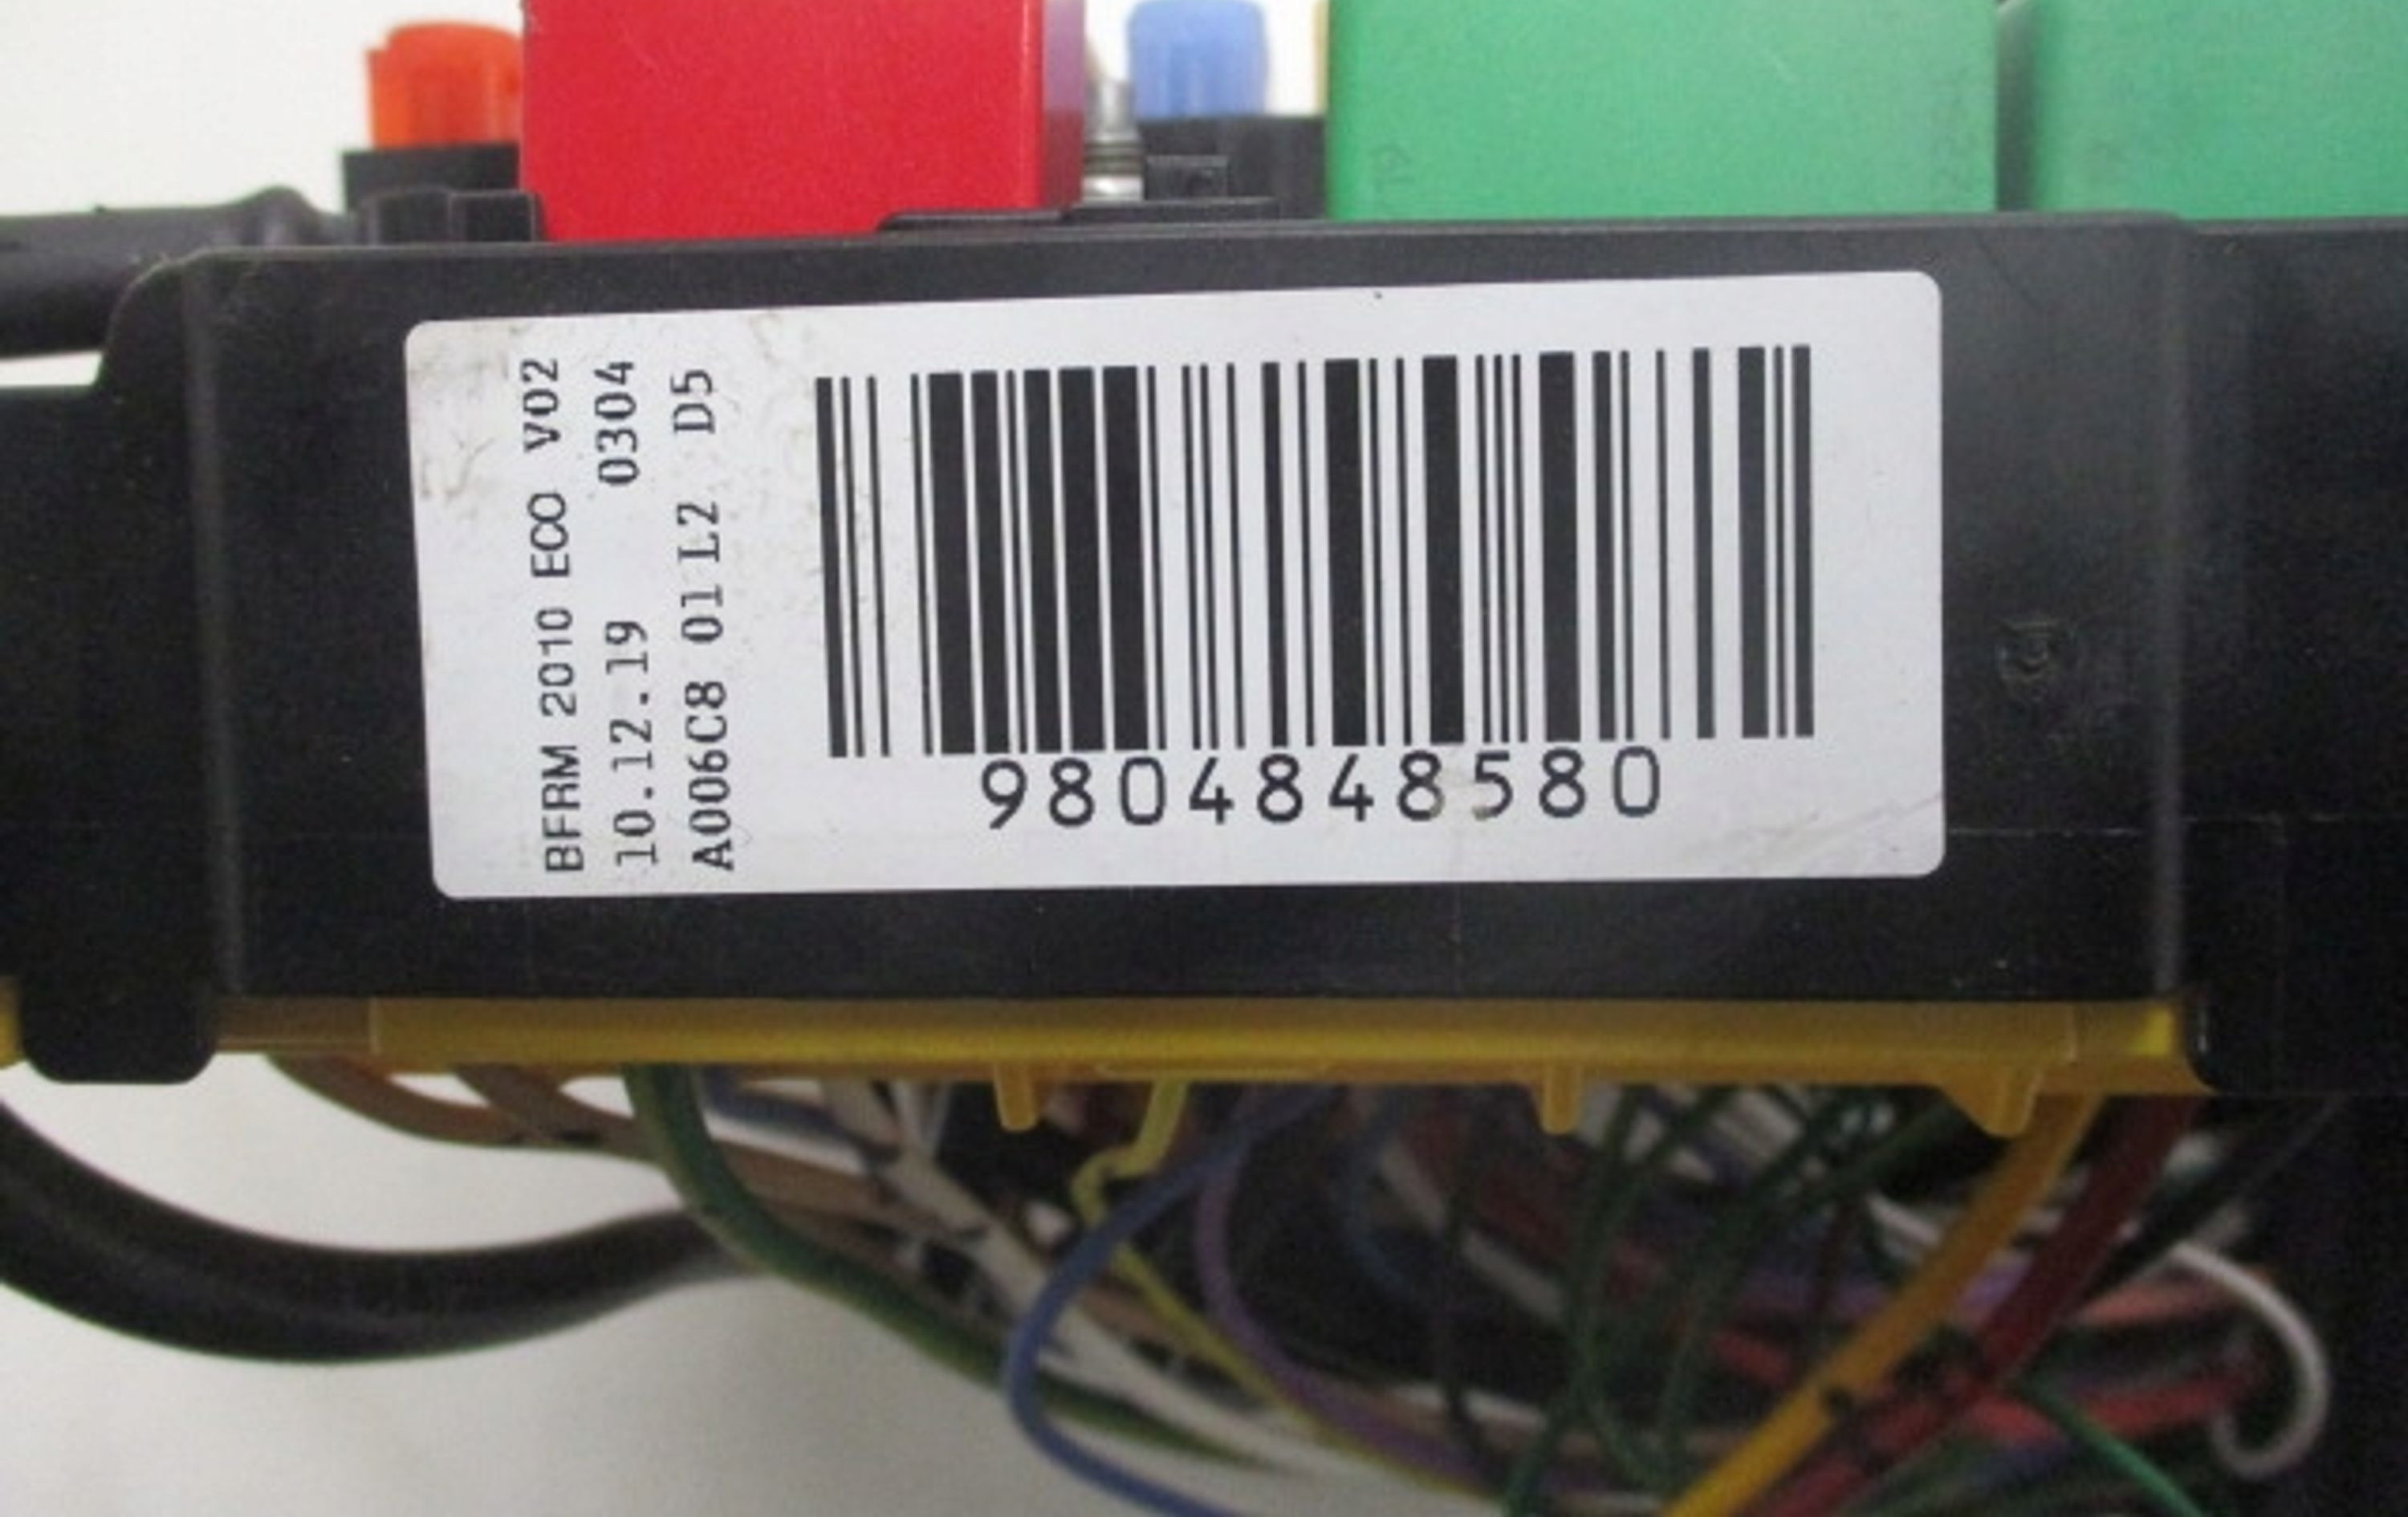 BFRM 2010 ECO V02
10.12.19 0304
A006C8 01 L2 D5
9804848580